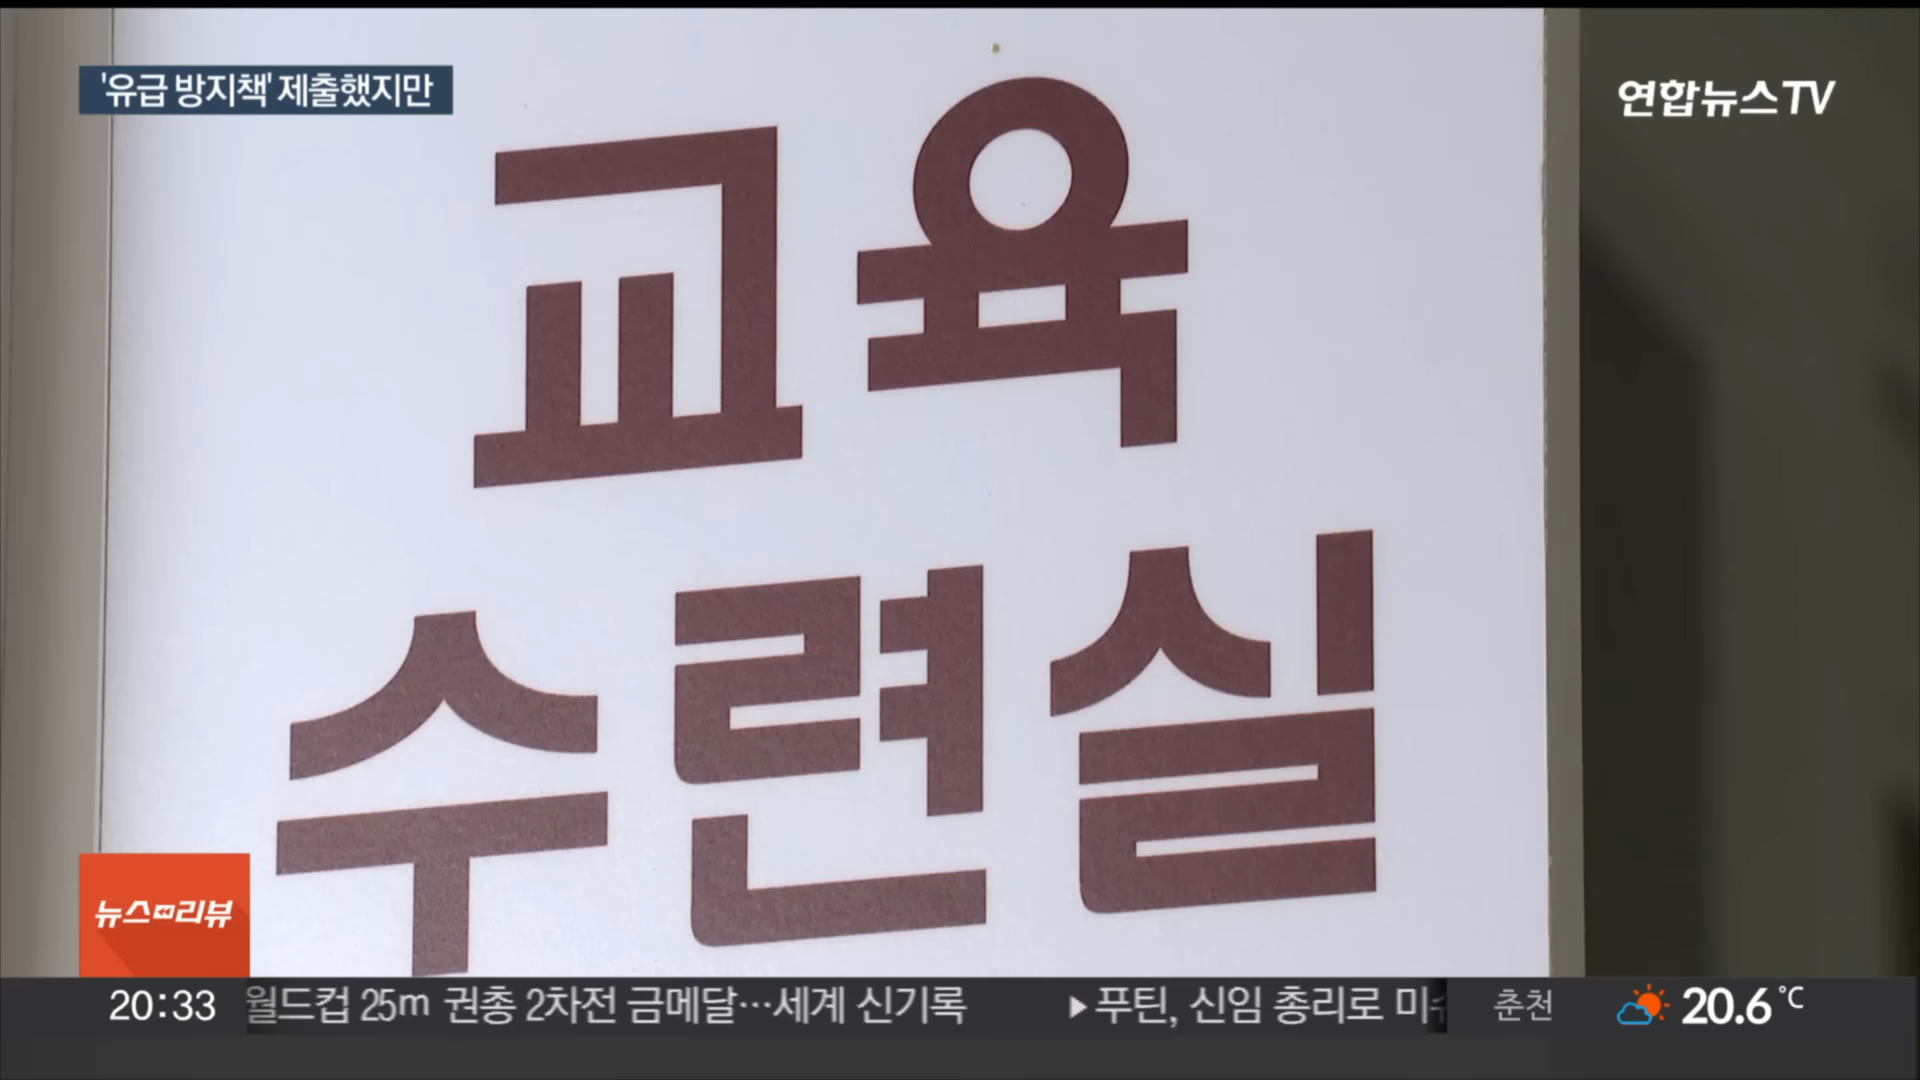 '유급 방지책' 제출했지만
연합뉴스TV
교육
수련실
뉴스리뷰
20:33 월드컵 25m 권총 2차전 금메달…세계 신기록 ▶푸틴, 신임 총리로 춘천 20.6℃